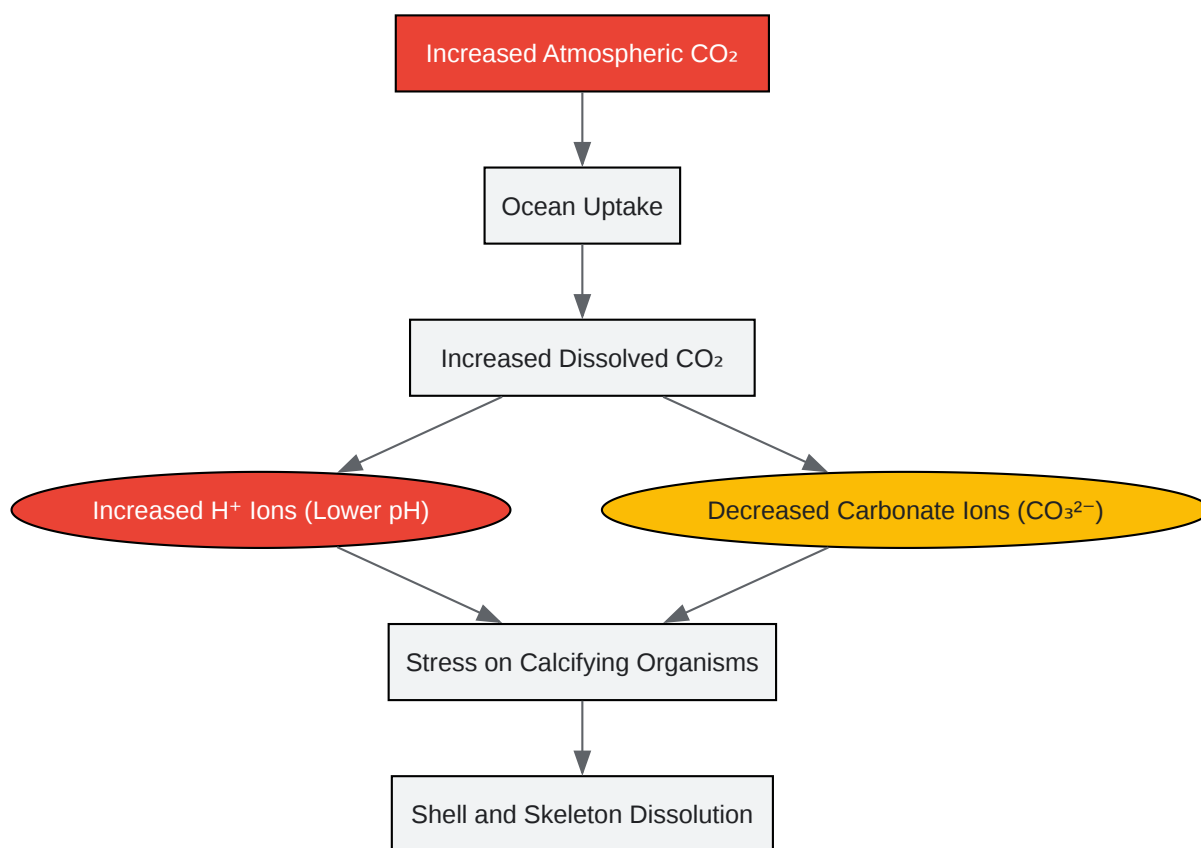 Increased Atmospheric CO₂
Ocean Uptake
Increased Dissolved CO₂
Increased H⁺ Ions (Lower pH)
Decreased Carbonate Ions (CO₃²⁻)
Stress on Calcifying Organisms
Shell and Skeleton Dissolution